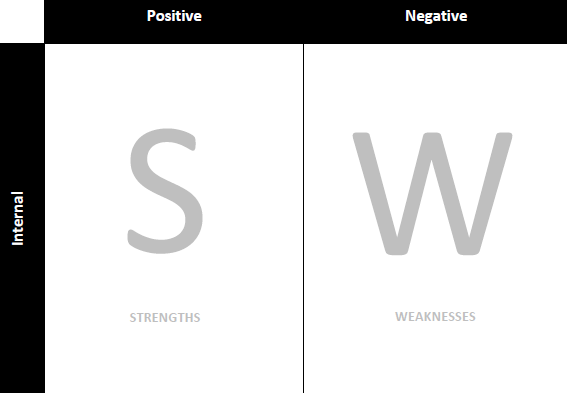 Positive Negative
Internal
S W
STRENGTHS WEAKNESSES